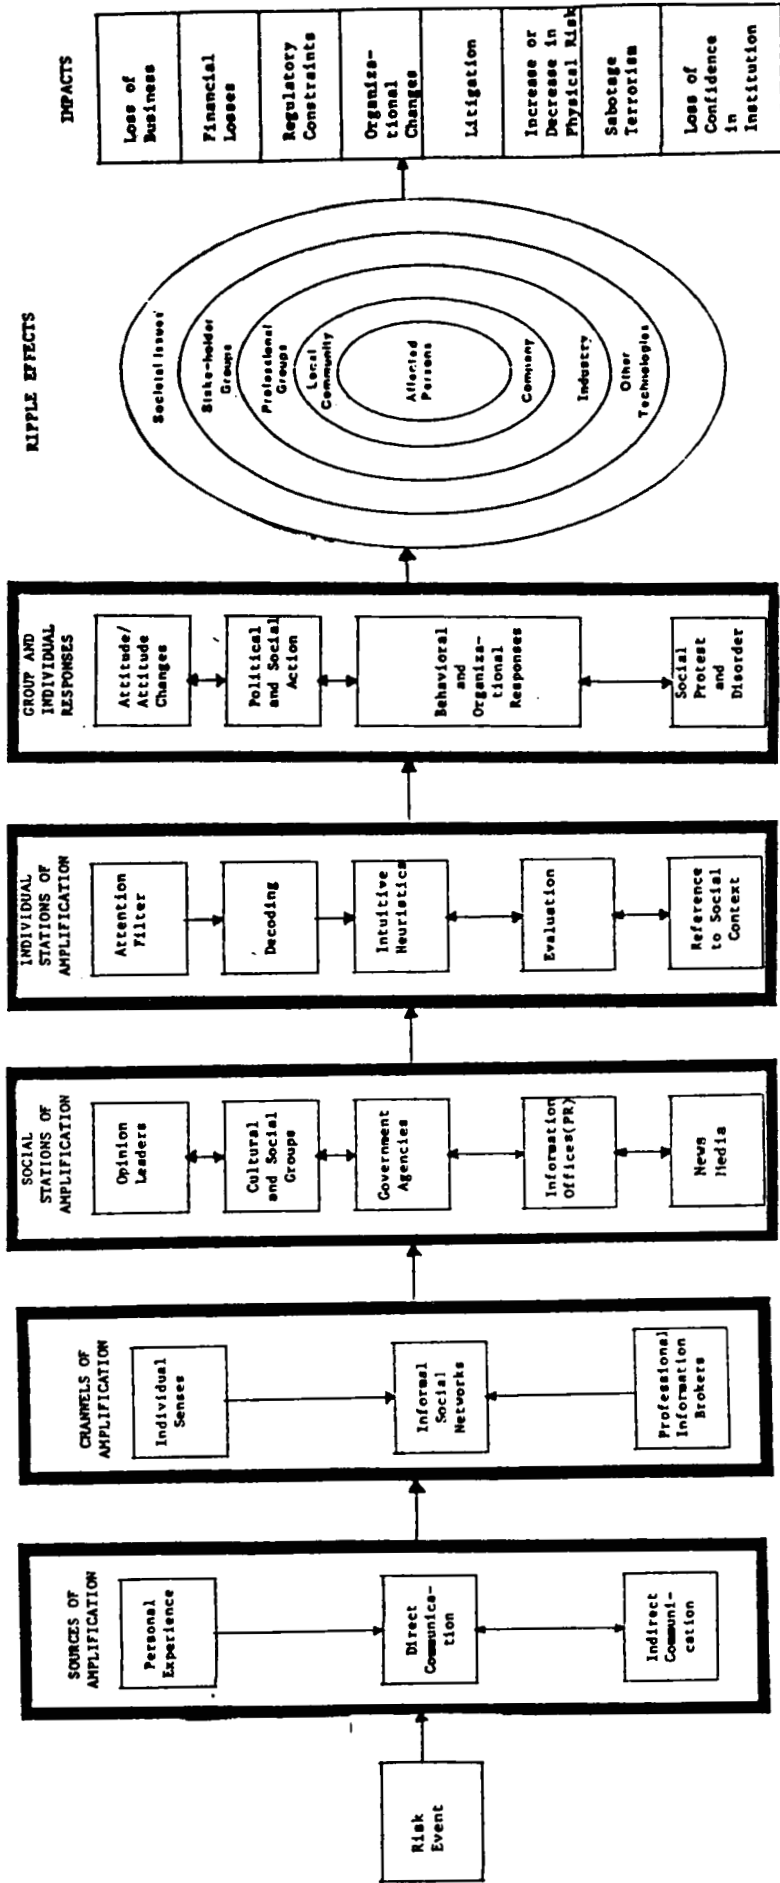 Risk
Event
SOURCES OF
AMPLIFICATION
Personal
Experience
Direct
Communica-
tion
Indirect
Communi-
cation
CHANNELS OF
AMPLIFICATION
Individual
Senses
Informal
Social
Networks
Professional
Information
Brokers
SOCIAL
STATIONS OF
AMPLIFICATION
Opinion
Leaders
Cultural
and Social
Groups
Government
Agencies
Information
Offices(PR)
News
Media
INDIVIDUAL
STATIONS OF
AMPLIFICATION
Attention
Filter
Decoding
Intuitive
Heuristics
Evaluation
Reference
to Social
Context
GROUP AND
INDIVIDUAL
RESPONSES
Attitude/
Attitude
Changes
Political
and Social
Action
Behavioral
and
Organiza-
tional
Responses
Social
Protest
and
Disorder
RIPPLE EFFECTS
Societal Issues
Stake-holder
Groups
Professional
Groups
Local
Community
Affected
Persons
Company
Industry
Other
Technologies
IMPACTS
Loss of
Business
Financial
Losses
Regulatory
Constraints
Organiza-
tional
Changes
Litigation
Increase or
Decrease in
Physical Risk
Sabotage
Terrorism
Loss of
Confidence
in
Institution